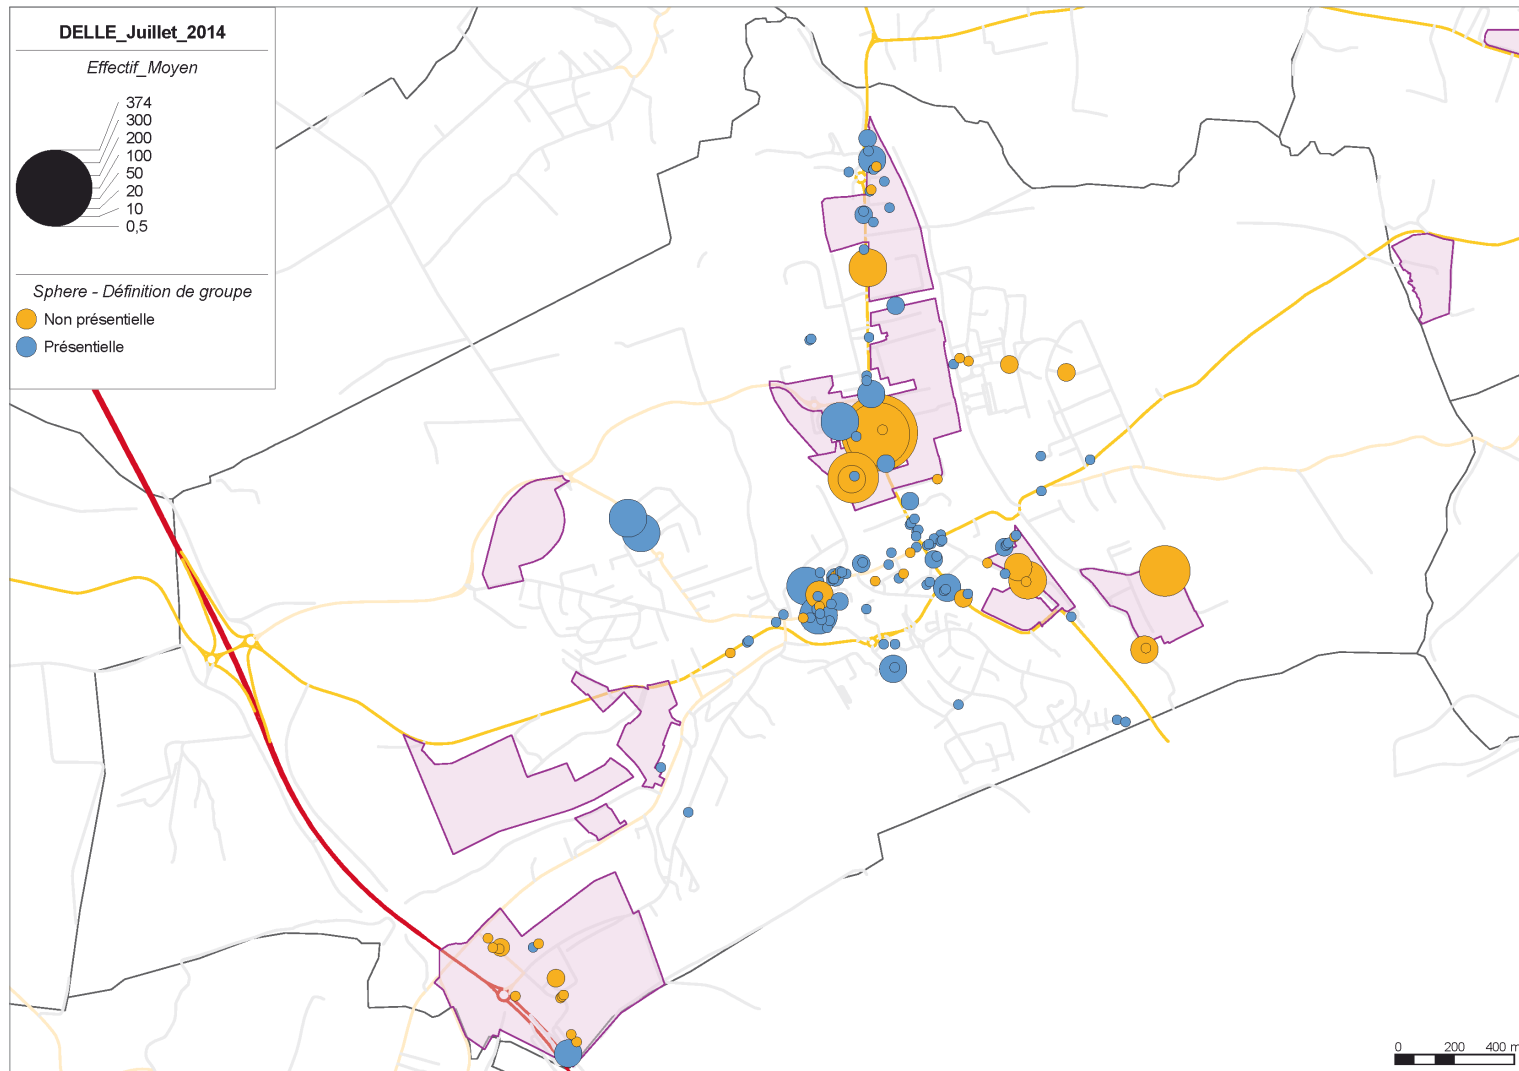 DELLE_Juillet_2014
Effectif_Moyen
374
300
200
100
50
20
10
0,5
Sphere - Définition de groupe
Non présentielle
Présentielle
0 200 400 m